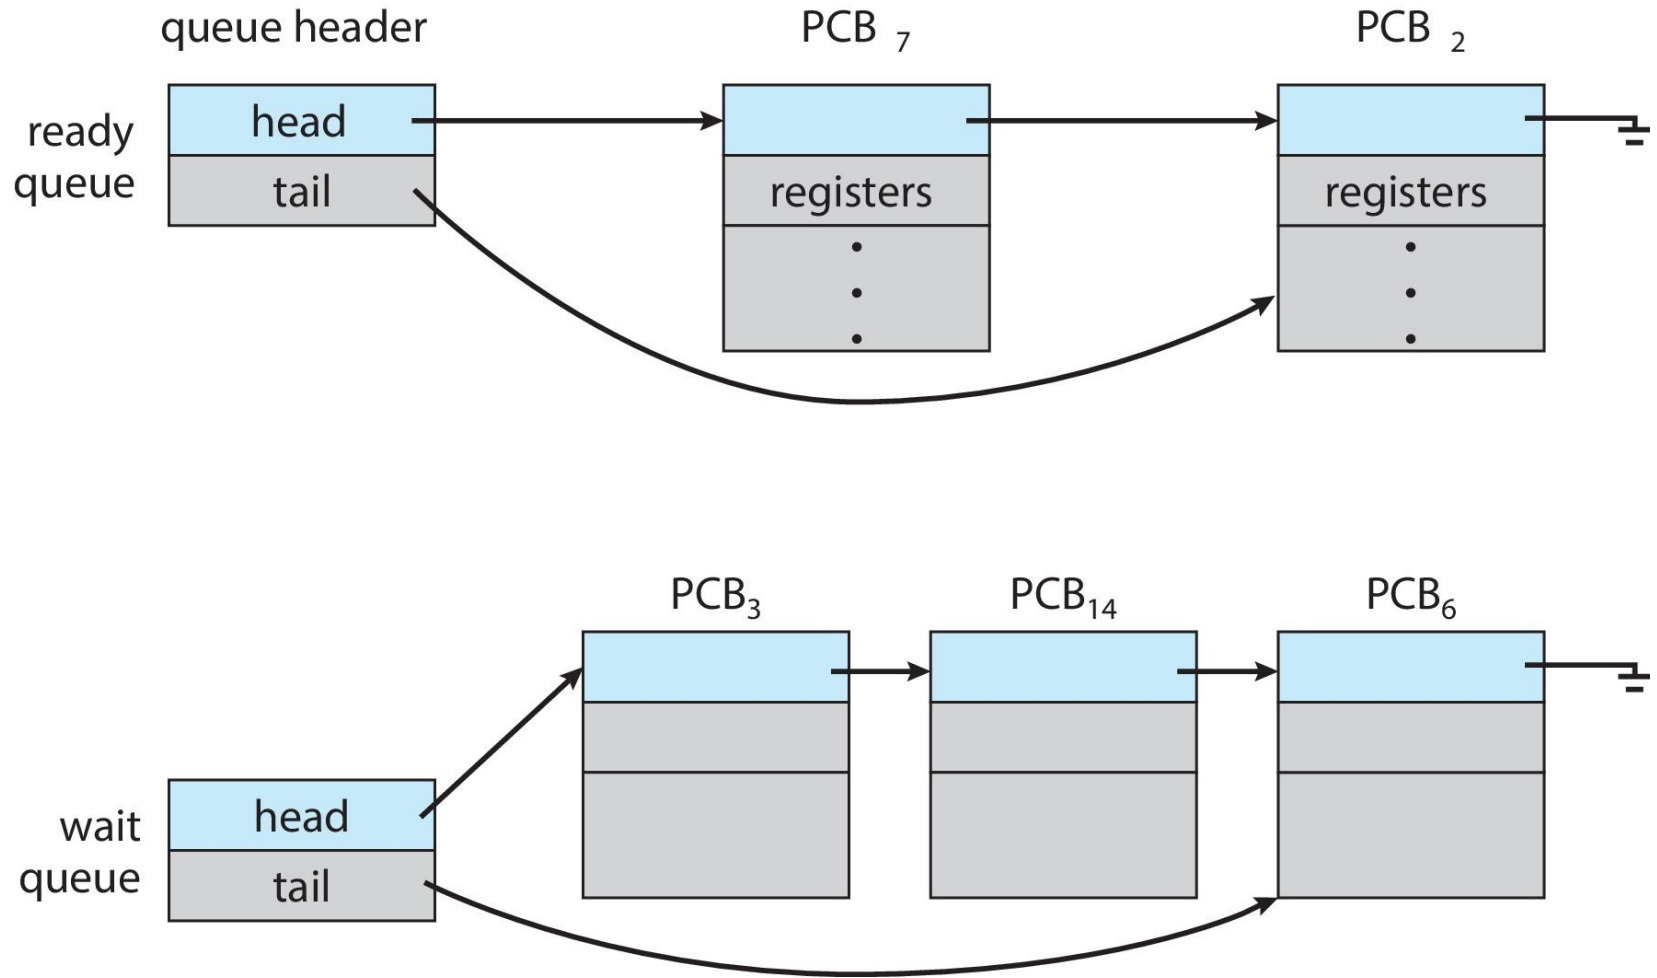 queue header
PCB 7
PCB 2
ready
queue
head
tail
registers
registers
PCB3
PCB14
PCB6
wait
queue
head
tail